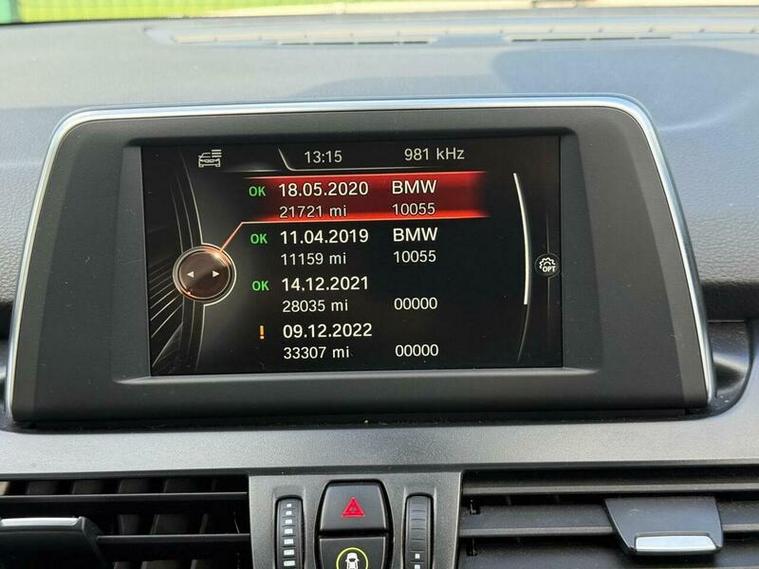 13:15 981 kHz
OK 18.05.2020 BMW
21721 mi 10055
OK 11.04.2019 BMW
11159 mi 10055
OK 14.12.2021
28035 mi 00000
! 09.12.2022
33307 mi 00000
OPT